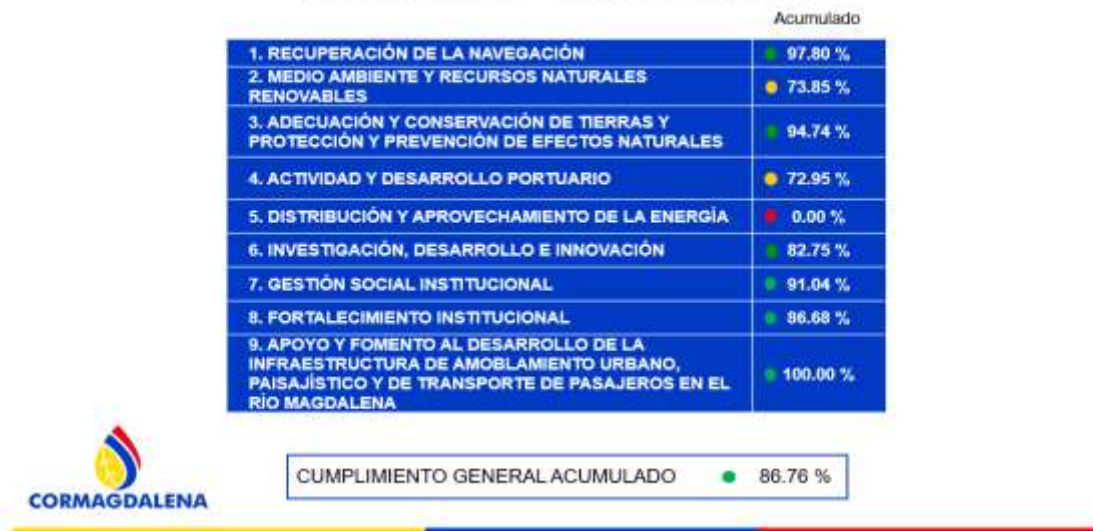 Acumulado
1. RECUPERACIÓN DE LA NAVEGACIÓN 97.80 %
2. MEDIO AMBIENTE Y RECURSOS NATURALES
RENOVABLES 73.85 %
3. ADECUACIÓN Y CONSERVACIÓN DE TIERRAS Y
PROTECCIÓN Y PREVENCIÓN DE EFECTOS NATURALES 94.74 %
4. ACTIVIDAD Y DESARROLLO PORTUARIO 72.95 %
5. DISTRIBUCIÓN Y APROVECHAMIENTO DE LA ENERGÍA 0.00 %
6. INVESTIGACIÓN, DESARROLLO E INNOVACIÓN 82.75 %
7. GESTIÓN SOCIAL INSTITUCIONAL 91.04 %
8. FORTALECIMIENTO INSTITUCIONAL 86.68 %
9. APOYO Y FOMENTO AL DESARROLLO DE LA
INFRAESTRUCTURA DE AMOBLAMIENTO URBANO,
PAISAJÍSTICO Y DE TRANSPORTE DE PASAJEROS EN EL
RÍO MAGDALENA 100.00 %
CUMPLIMIENTO GENERAL ACUMULADO 86.76 %
CORMAGDALENA